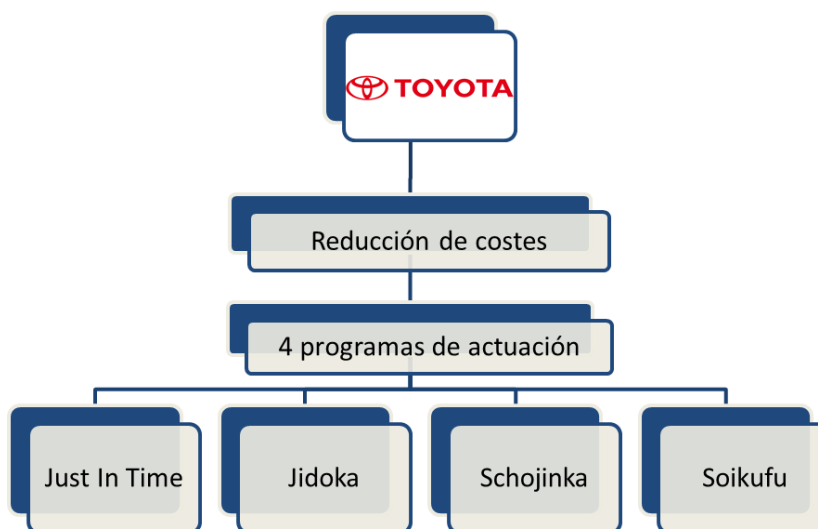 TOYOTA
Reducción de costes
4 programas de actuación
Just In Time
Jidoka
Schojinka
Soikufu